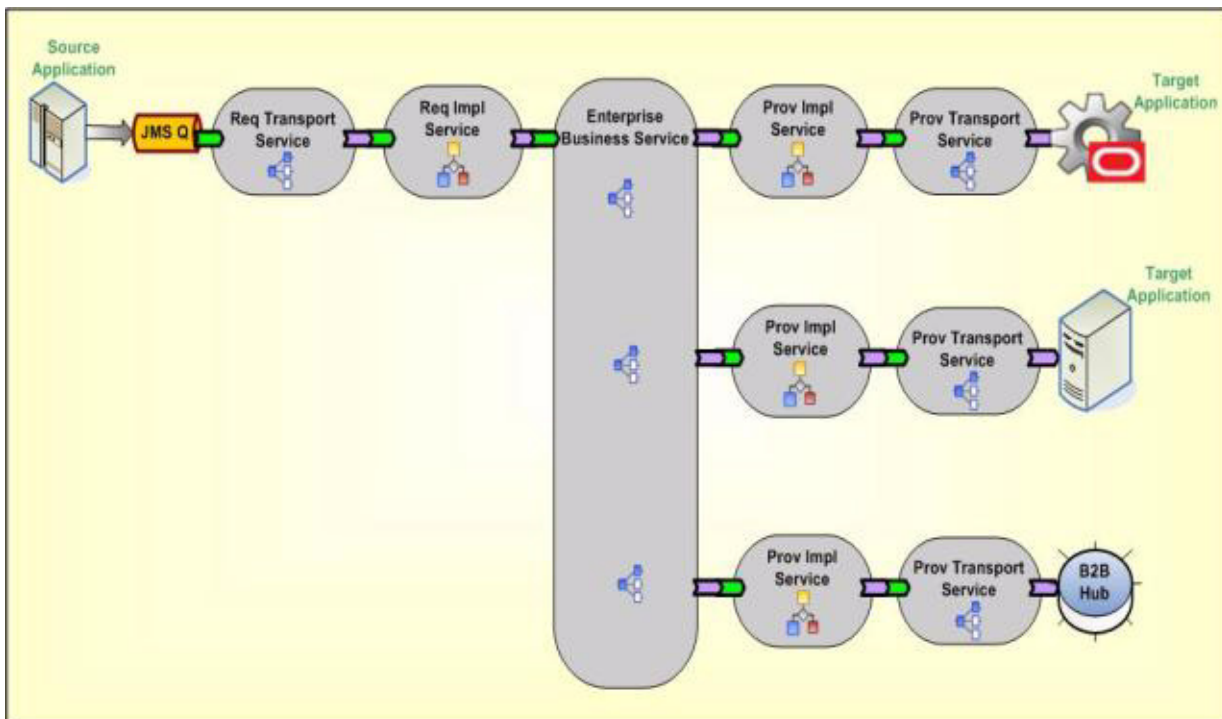 Source
Application
JMS Q
Req Transport
Service
Req Impl
Service
Enterprise
Business Service
Prov Impl
Service
Prov Transport
Service
Target
Application
Prov Impl
Service
Prov Transport
Service
Target
Application
Prov Impl
Service
Prov Transport
Service
B2B
Hub